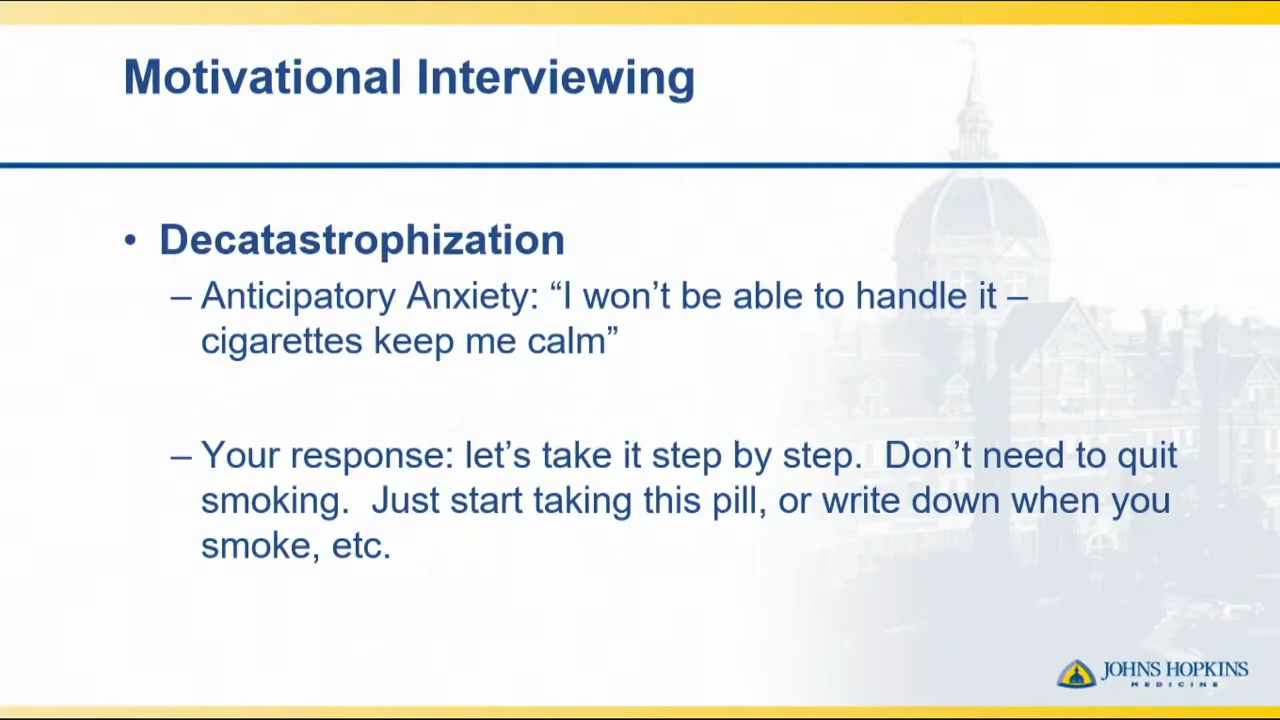 Motivational Interviewing
• Decatastrophization
– Anticipatory Anxiety: “I won’t be able to handle it –
cigarettes keep me calm”
– Your response: let’s take it step by step.  Don’t need to quit
smoking.  Just start taking this pill, or write down when you
smoke, etc.
JOHNS HOPKINS
MEDICINE